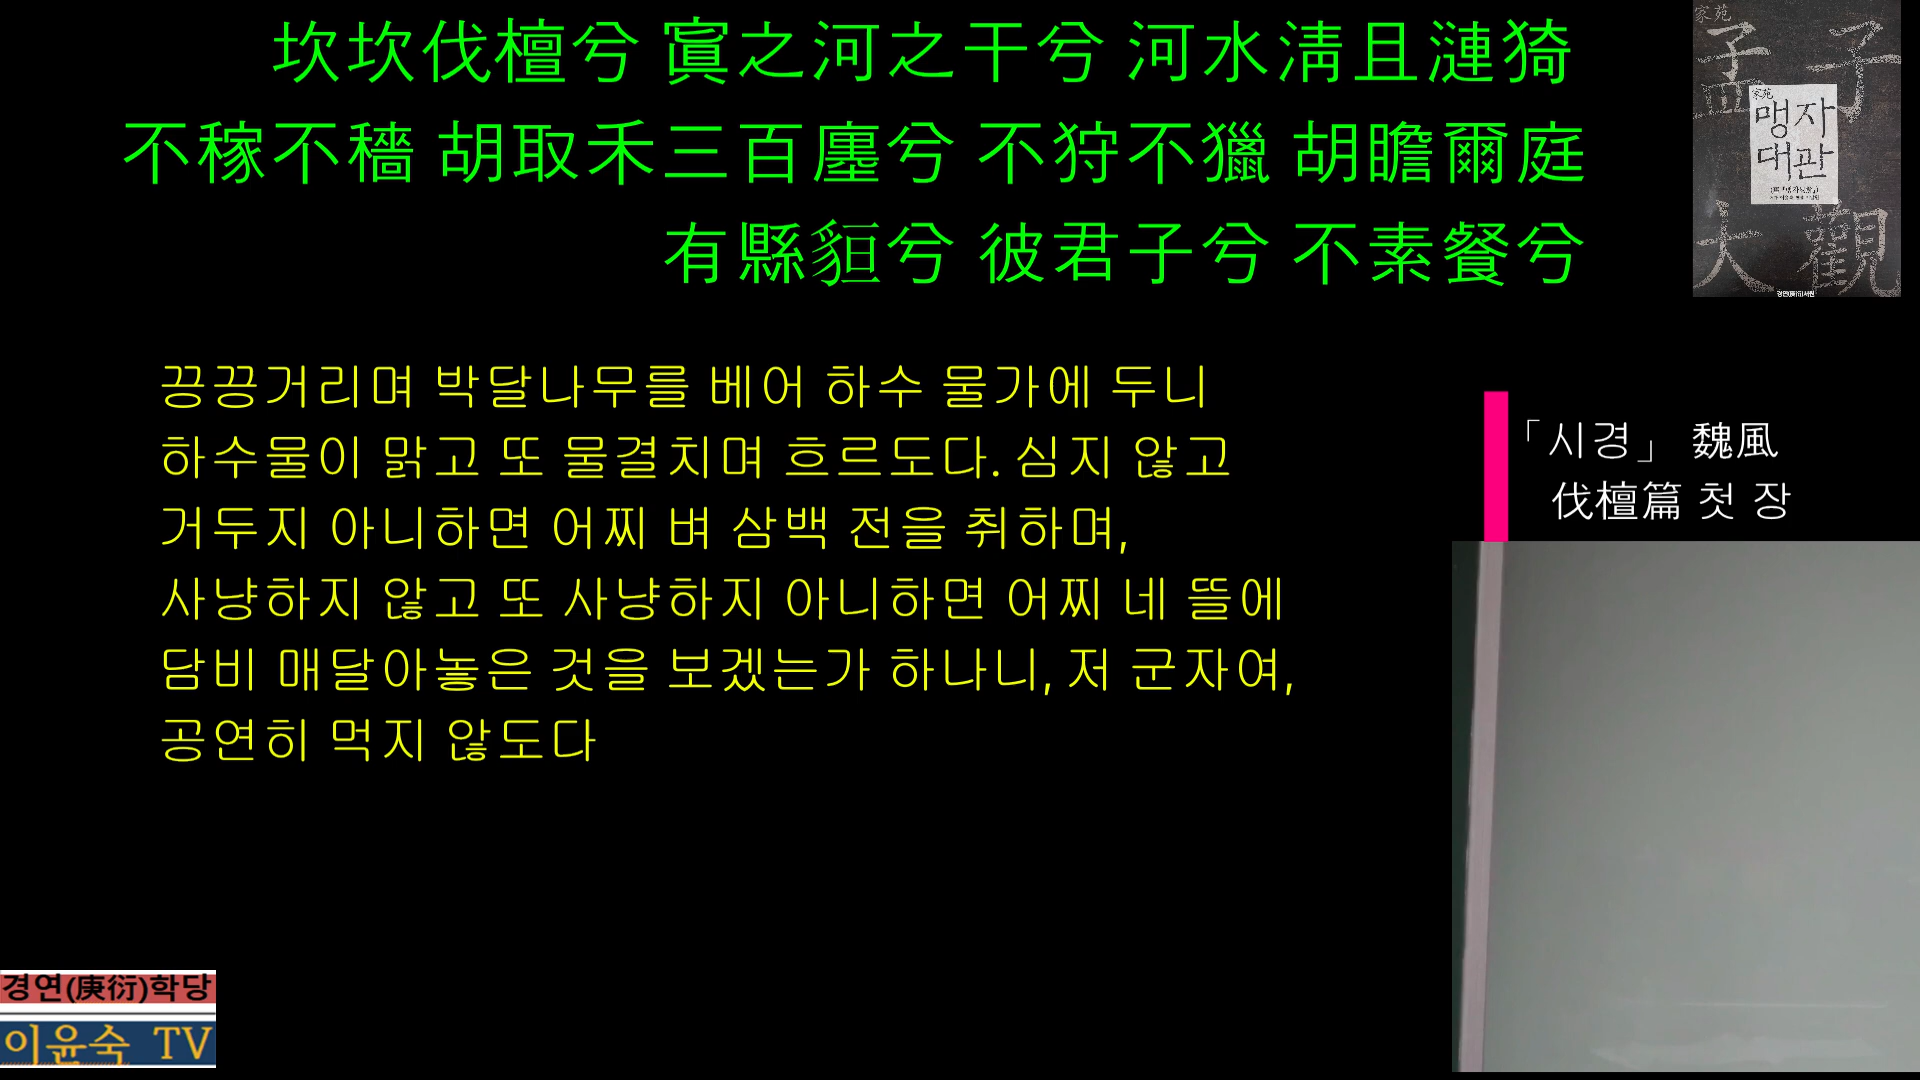 坎坎伐檀兮 寘之河之干兮 河水淸且漣猗
不稼不穡 胡取禾三百廛兮 不狩不獵 胡瞻爾庭
有縣貆兮 彼君子兮 不素餐兮
끙끙거리며 박달나무를 베어 하수 물가에 두니
하수물이 맑고 또 물결치며 흐르도다. 심지 않고
거두지 아니하면 어찌 벼 삼백 전을 취하며,
사냥하지 않고 또 사냥하지 아니하면 어찌 네 뜰에
담비 매달아놓은 것을 보겠는가 하나니, 저 군자여,
공연히 먹지 않도다
「시경」 魏風
伐檀篇 첫 장
家苑
孟子
家苑
맹자
대관
大觀
경연(庚衍)학당
이윤숙 TV